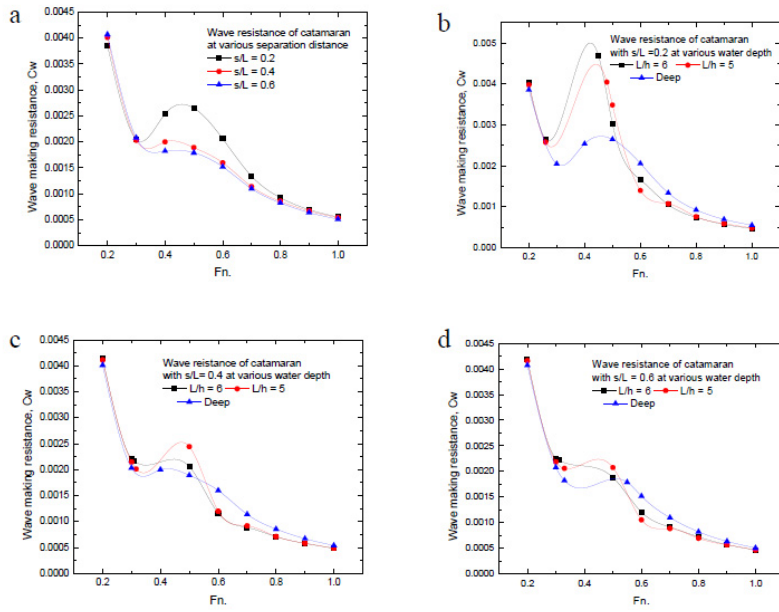 a
Wave resistance of catamaran
at various separation distance
s/L = 0.2
s/L = 0.4
s/L = 0.6
Wave making resistance, Cw
0.0045
0.0040
0.0035
0.0030
0.0025
0.0020
0.0015
0.0010
0.0005
0.0000
0.2 0.4 0.6 0.8 1.0
Fn.
b
Wave resistance of catamaran
with s/L =0.2 at various water depth
L/h = 6 L/h = 5
Deep
Wave making resistance, Cw
0.005
0.004
0.003
0.002
0.001
0.000
0.2 0.4 0.6 0.8 1.0
Fn.
c
Wave reistance of catamaran
with s/L= 0.4 at various water depth
L/h = 6 L/h = 5
Deep
Wave making resistance, Cw
0.0045
0.0040
0.0035
0.0030
0.0025
0.0020
0.0015
0.0010
0.0005
0.0000
0.2 0.4 0.6 0.8 1.0
Fn.
d
Wave resistance of catamaran
with s/L = 0.6 at various water depth
L/h = 6 L/h = 5
Deep
Wave making resistance, Cw
0.0045
0.0040
0.0035
0.0030
0.0025
0.0020
0.0015
0.0010
0.0005
0.0000
0.2 0.4 0.6 0.8 1.0
Fn.